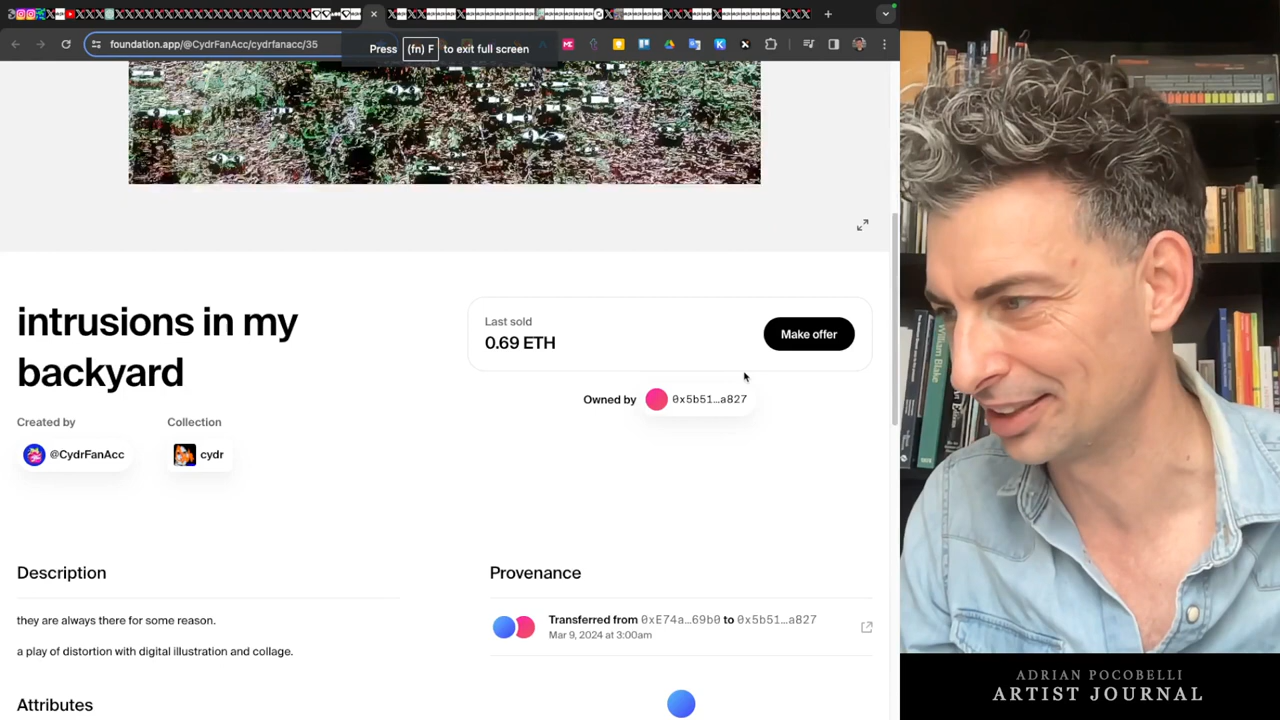 foundation.app/@CydrFanAcc/cydrfanacc/35
Press (fn) F to exit full screen
intrusions in my
backyard
Last sold
0.69 ETH
Make offer
Owned by 0x5b51…a827
Created by
@CydrFanAcc
Collection
cydr
Description
they are always there for some reason.
a play of distortion with digital illustration and collage.
Attributes
Provenance
Transferred from 0xE74a…69b0 to 0x5b51…a827
Mar 9, 2024 at 3:00am
William Blake
ADRIAN POCOBELLI
ARTIST JOURNAL